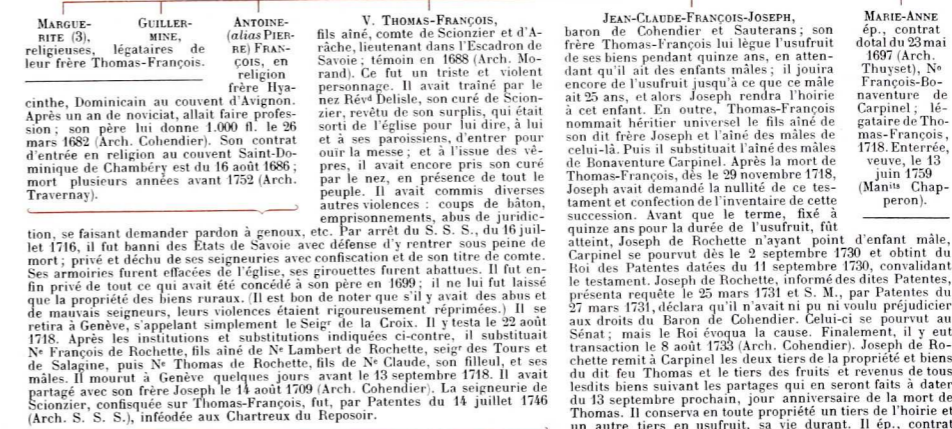 MARGUE-
RITE (3),
GUILLER-
MINE,
religieuses, légataires de
leur frère Thomas-François.
ANTOINE-
(alias PIER-
RE) FRAN-
ÇOIS, en
religion
frère Hya-
cinthe, Dominicain au couvent d'Avignon.
Après un an de noviciat, allait faire profes-
sion; son père lui donne 1.000 fl. le 26
mars 1682 (Arch. Cohendier). Son contrat
d'entrée en religion au couvent Saint-Do-
minique de Chambéry est du 16 août 1686;
mort plusieurs années avant 1752 (Arch.
Travernay).
V. THOMAS-FRANÇOIS,
fils aîné, comte de Scionzier et d'A-
râche, lieutenant dans l'Escadron de
Savoie; témoin en 1688 (Arch. Mo-
rand). Ce fut un triste et violent
personnage. Il avait traîné par le
nez Révd Delisle, son curé de Scion-
zier, revêtu de son surplis, qui était
sorti de l'église pour lui dire, à lui
et à ses paroissiens, d'entrer pour
ouir la messe; et à l'issue des vê-
pres, il avait encore pris son curé
par le nez, en présence de tout le
peuple. Il avait commis diverses
autres violences : coups de bâton,
emprisonnements, abus de juridic-
tion, se faisant demander pardon à genoux, etc. Par arrêt du S. S. S., du 16 juil-
let 1716, il fut banni des États de Savoie avec défense d'y rentrer sous peine de
mort; privé et déchu de ses seigneuries avec confiscation et de son titre de comte.
Ses armoiries furent effacées de l'église, ses girouettes furent abattues. Il fut en-
fin privé de tout ce qui avait été concédé à son père en 1699; il ne lui fut laissé
que la propriété des biens ruraux. (Il est bon de noter que s'il y avait des abus et
de mauvais seigneurs, leurs violences étaient rigoureusement réprimées.) Il se
retira à Genève, s'appelant simplement le Seigr de la Croix. Il y testa le 22 août
1718. Après les institutions et substitutions indiquées ci-contre, il substituait
Ne François de Rochette, fils aîné de Ne Lambert de Rochette, seigr des Tours et
de Salagine, puis Ne Thomas de Rochette, fils de Ne Claude, son filleul, et ses
mâles. Il mourut à Genève quelques jours avant le 13 septembre 1718. Il avait
partagé avec son frère Joseph le 14 août 1709 (Arch. Cohendier). La seigneurie de
Scionzier, confisquée sur Thomas-François, fut, par Patentes du 14 juillet 1746
(Arch. S. S. S.), inféodée aux Chartreux du Reposoir.
JEAN-CLAUDE-FRANÇOIS-JOSEPH,
baron de Cohendier et Sauterans; son
frère Thomas-François lui lègue l'usufruit
de ses biens pendant quinze ans, en atten-
dant qu'il ait des enfants mâles; il jouira
encore de l'usufruit jusqu'à ce que ce mâle
ait 25 ans, et alors Joseph rendra l'hoirie
à cet enfant. En outre, Thomas-François
nommait héritier universel le fils aîné de
son dit frère Joseph et l'aîné des mâles de
celui-là. Puis il substituait l'aîné des mâles
de Bonaventure Carpinel. Après la mort de
Thomas-François, dès le 29 novembre 1718,
Joseph avait demandé la nullité de ce tes-
tament et confection de l'inventaire de cette
succession. Avant que le terme, fixé à
quinze ans pour la durée de l'usufruit, fût
atteint, Joseph de Rochette n'ayant point d'enfant mâle,
Carpinel se pourvut dès le 2 septembre 1730 et obtint du
Roi des Patentes datées du 11 septembre 1730, convalidant
le testament. Joseph de Rochette, informé des dites Patentes,
présenta requête le 25 mars 1731 et S. M., par Patentes du
27 mars 1731, déclara qu'il n'avait ni pu ni voulu préjudicier
aux droits du Baron de Cohendier. Celui-ci se pourvut au
Sénat; mais le Roi évoqua la cause. Finalement, il y eut
transaction le 8 août 1733 (Arch. Cohendier). Joseph de Ro-
chette remit à Carpinel les deux tiers de la propriété et biens
du dit feu Thomas et le tiers des fruits et revenus de tous
lesdits biens suivant les partages qui en seront faits à dater
du 13 septembre prochain, jour anniversaire de la mort de
Thomas. Il conserva en toute propriété un tiers de l'hoirie et
un autre tiers en usufruit, sa vie durant. Il ép., contrat
MARIE-ANNE
ép., contrat
dotal du 23 mai
1697 (Arch.
Thuyset), Ne
François-Bo-
naventure de
Carpinel; lé-
gataire de Tho-
mas-François,
1718. Enterrée,
veuve, le 13
juin 1759
(Manits Chap-
peron).